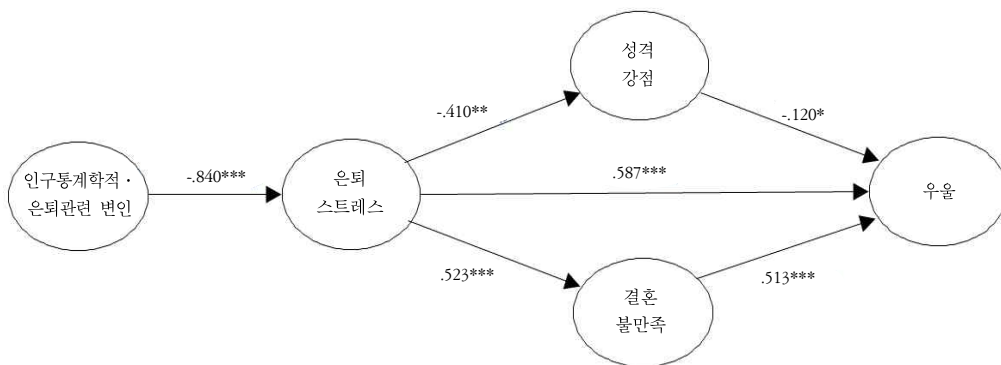 성격
강점
-.410**
-.120*
인구통계학적·
은퇴관련 변인
-.840***
은퇴
스트레스
.587***
우울
.523***
.513***
결혼
불만족